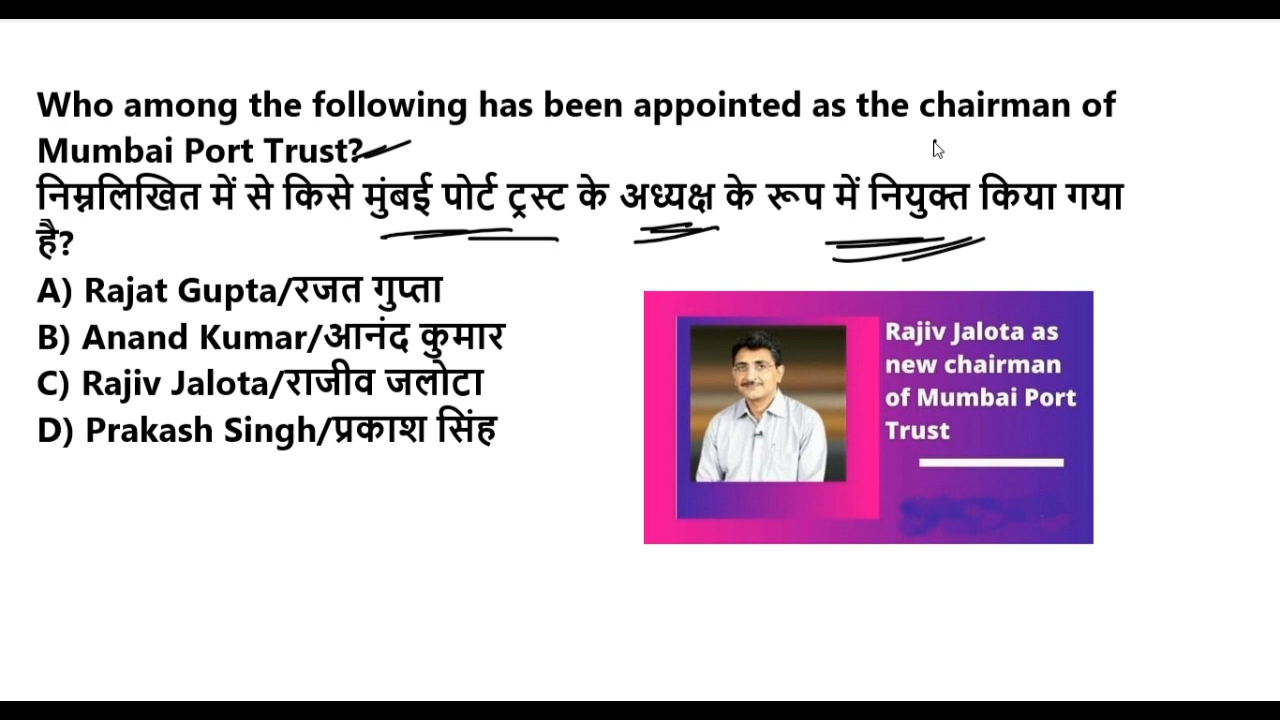 Who among the following has been appointed as the chairman of
Mumbai Port Trust?
निम्नलिखित में से किसे मुंबई पोर्ट ट्रस्ट के अध्यक्ष के रूप में नियुक्त किया गया
है?
A) Rajat Gupta/रजत गुप्ता
B) Anand Kumar/आनंद कुमार
C) Rajiv Jalota/राजीव जलोटा
D) Prakash Singh/प्रकाश सिंह
Rajiv Jalota as
new chairman
of Mumbai Port
Trust